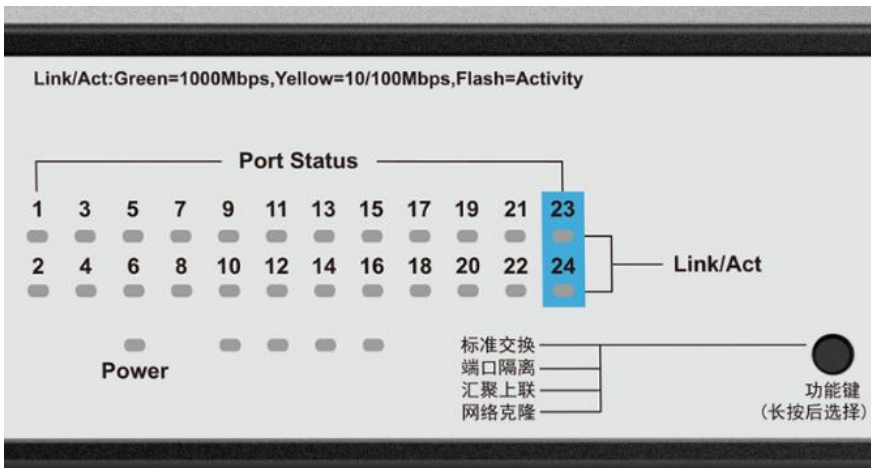 Link/Act:Green=1000Mbps,Yellow=10/100Mbps,Flash=Activity
Port Status
1 3 5 7 9 11 13 15 17 19 21 23
2 4 6 8 10 12 14 16 18 20 22 24
Link/Act
Power
标准交换
端口隔离
汇聚上联
网络克隆
功能键
（长按后选择）